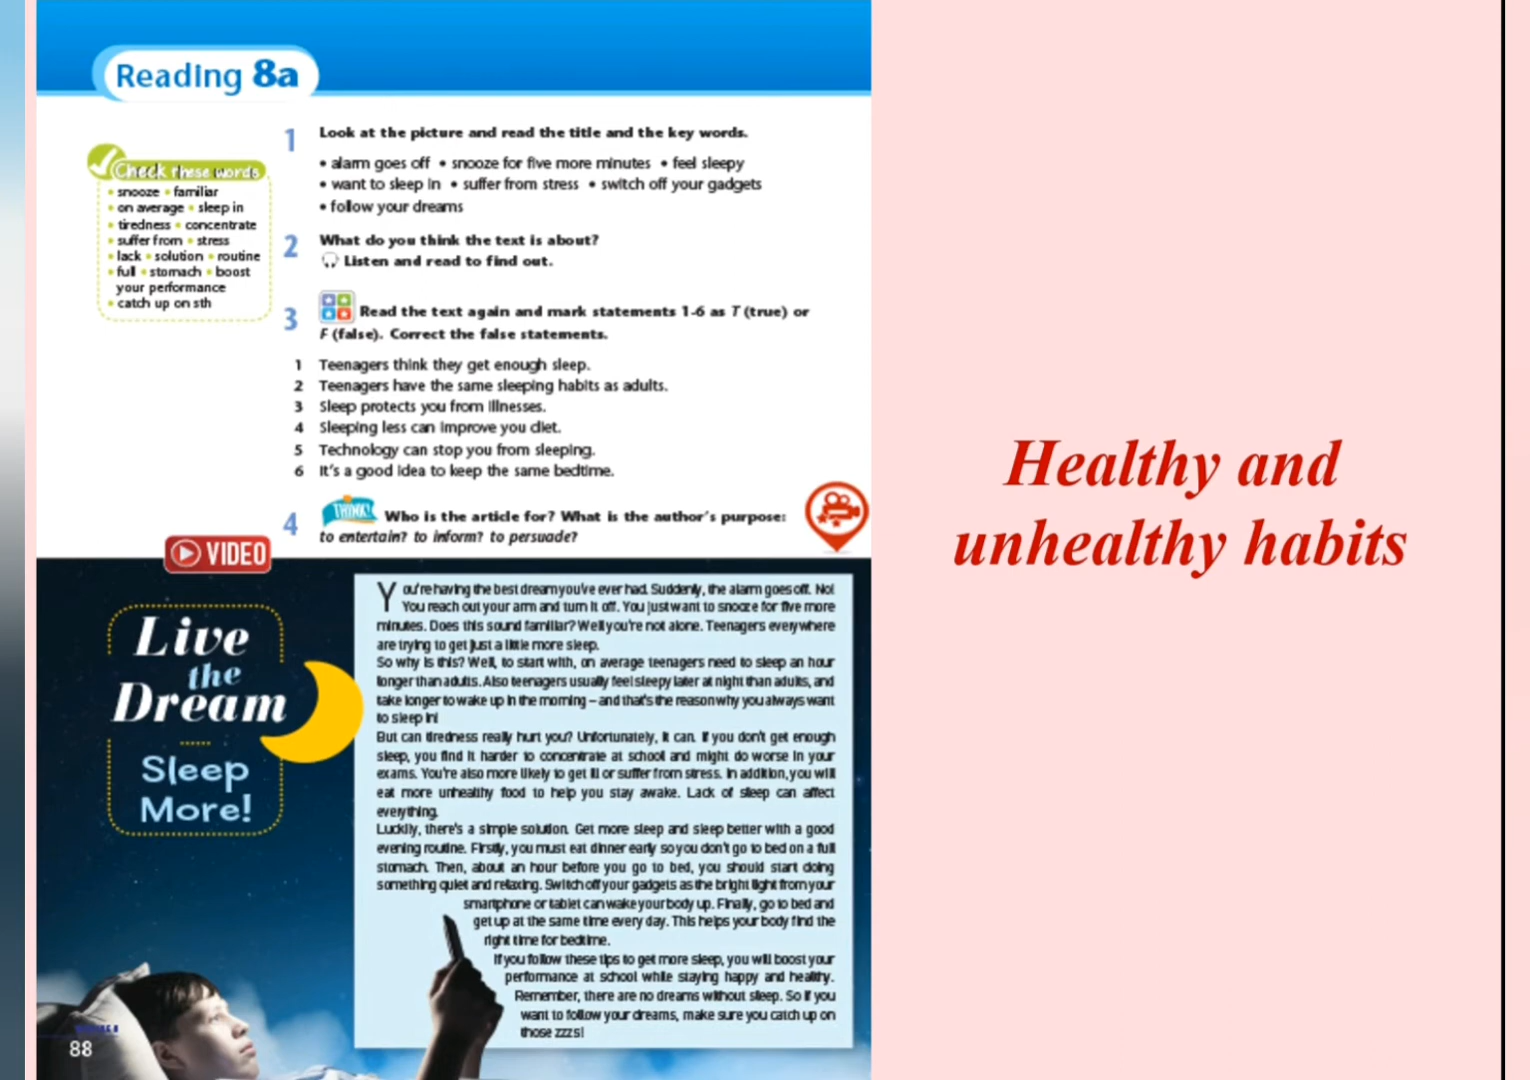 Reading 8a
Check these words
• snooze • familiar
• on average • sleep in
• tiredness • concentrate
• suffer from • stress
• lack • solution • routine
• full • stomach • boost
your performance
• catch up on sth
1 Look at the picture and read the title and the key words.
• alarm goes off • snooze for five more minutes • feel sleepy
• want to sleep in • suffer from stress • switch off your gadgets
• follow your dreams
2 What do you think the text is about?
Listen and read to find out.
3 Read the text again and mark statements 1-6 as T (true) or
F (false). Correct the false statements.
1 Teenagers think they get enough sleep.
2 Teenagers have the same sleeping habits as adults.
3 Sleep protects you from illnesses.
4 Sleeping less can improve you diet.
5 Technology can stop you from sleeping.
6 It's a good idea to keep the same bedtime.
4 THINK! Who is the article for? What is the author's purpose:
to entertain? to inform? to persuade?
VIDEO
Live
the
Dream
Sleep
More!
You're having the best dream you've ever had. Suddenly, the alarm goes off. No!
You reach out your arm and turn it off. You just want to snooze for five more
minutes. Does this sound familiar? Well you're not alone. Teenagers everywhere
are trying to get just a little more sleep.
So why is this? Well, to start with, on average teenagers need to sleep an hour
longer than adults. Also teenagers usually feel sleepy later at night than adults, and
take longer to wake up in the morning – and that's the reason why you always want
to sleep in!
But can tiredness really hurt you? Unfortunately, it can. If you don't get enough
sleep, you find it harder to concentrate at school and might do worse in your
exams. You're also more likely to get ill or suffer from stress. In addition, you will
eat more unhealthy food to help you stay awake. Lack of sleep can affect
everything.
Luckily, there's a simple solution. Get more sleep and sleep better with a good
evening routine. Firstly, you must eat dinner early so you don't go to bed on a full
stomach. Then, about an hour before you go to bed, you should start doing
something quiet and relaxing. Switch off your gadgets as the bright light from your
smartphone or tablet can wake your body up. Finally, go to bed and
get up at the same time every day. This helps your body find the
right time for bedtime.
If you follow these tips to get more sleep, you will boost your
performance at school while staying happy and healthy.
Remember, there are no dreams without sleep. So if you
want to follow your dreams, make sure you catch up on
those zzzs!
88
Healthy and
unhealthy habits